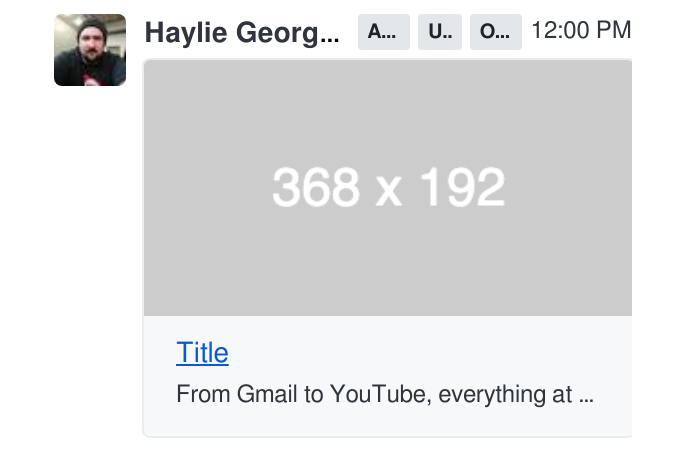 Haylie Georg... A... U.. O... 12:00 PM
368 x 192
Title
From Gmail to YouTube, everything at ...